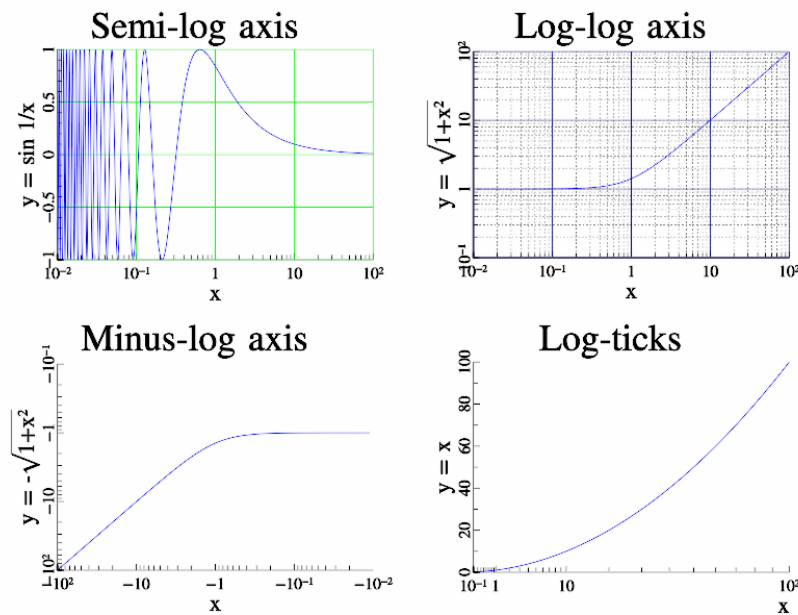 Semi-log axis
y = sin 1/x
1
0.5
0
−0.5
−1
10⁻² 10⁻¹ 1 10 10²
x
Log-log axis
y = √1+x²
10²
10
1
10⁻¹
10⁻² 10⁻¹ 1 10 10²
x
Minus-log axis
y = -√1+x²
−10⁻¹
−1
−10
−10²
−10² −10 −1 −10⁻¹ −10⁻²
x
Log-ticks
y = x
100
80
60
40
20
0
10⁻¹ 1 10 10²
x